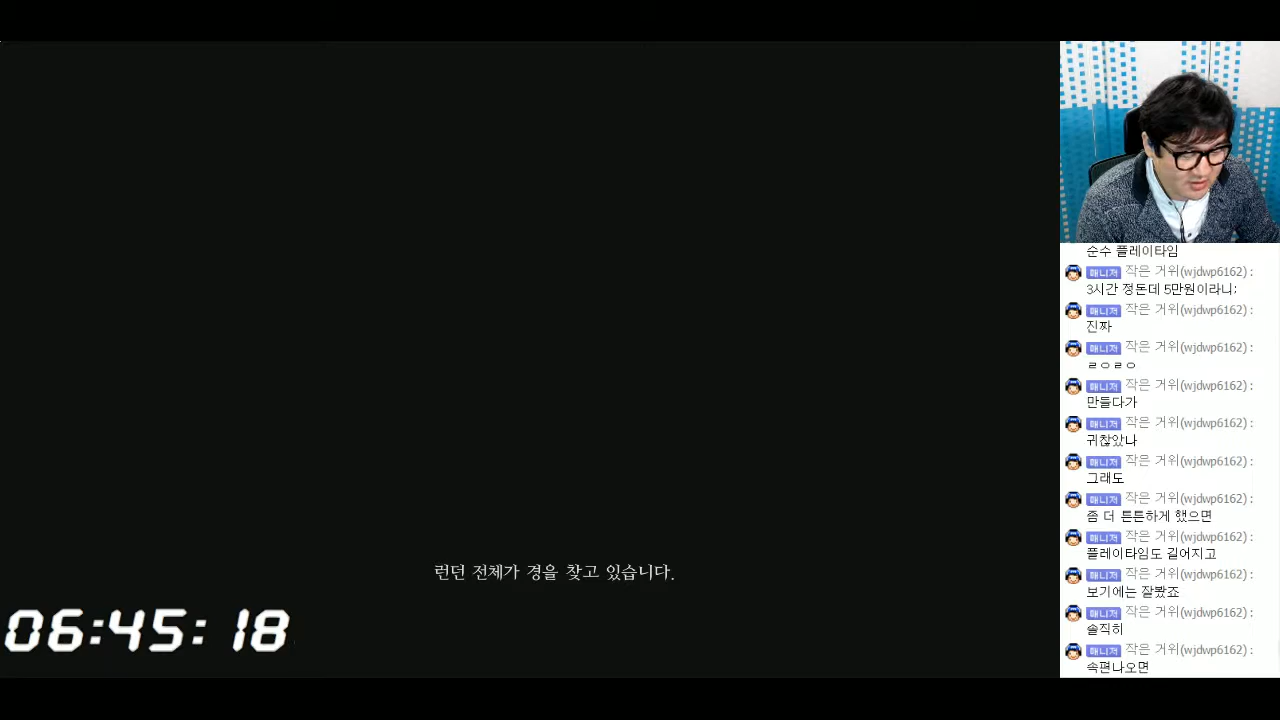 런던 전체가 경을 찾고 있습니다.
06:45:18
순수 플레이타임
매니저 작은 거위(wjdwp6162) :
3시간 정돈데 5만원이라니;
매니저 작은 거위(wjdwp6162) :
진짜
매니저 작은 거위(wjdwp6162) :
ㄹㅇㄹㅇ
매니저 작은 거위(wjdwp6162) :
만들다가
매니저 작은 거위(wjdwp6162) :
귀찮았나
매니저 작은 거위(wjdwp6162) :
그래도
매니저 작은 거위(wjdwp6162) :
좀 더 튼튼하게 했으면
매니저 작은 거위(wjdwp6162) :
플레이타임도 길어지고
매니저 작은 거위(wjdwp6162) :
보기에는 잘봤죠
매니저 작은 거위(wjdwp6162) :
솔직히
매니저 작은 거위(wjdwp6162) :
속편나오면